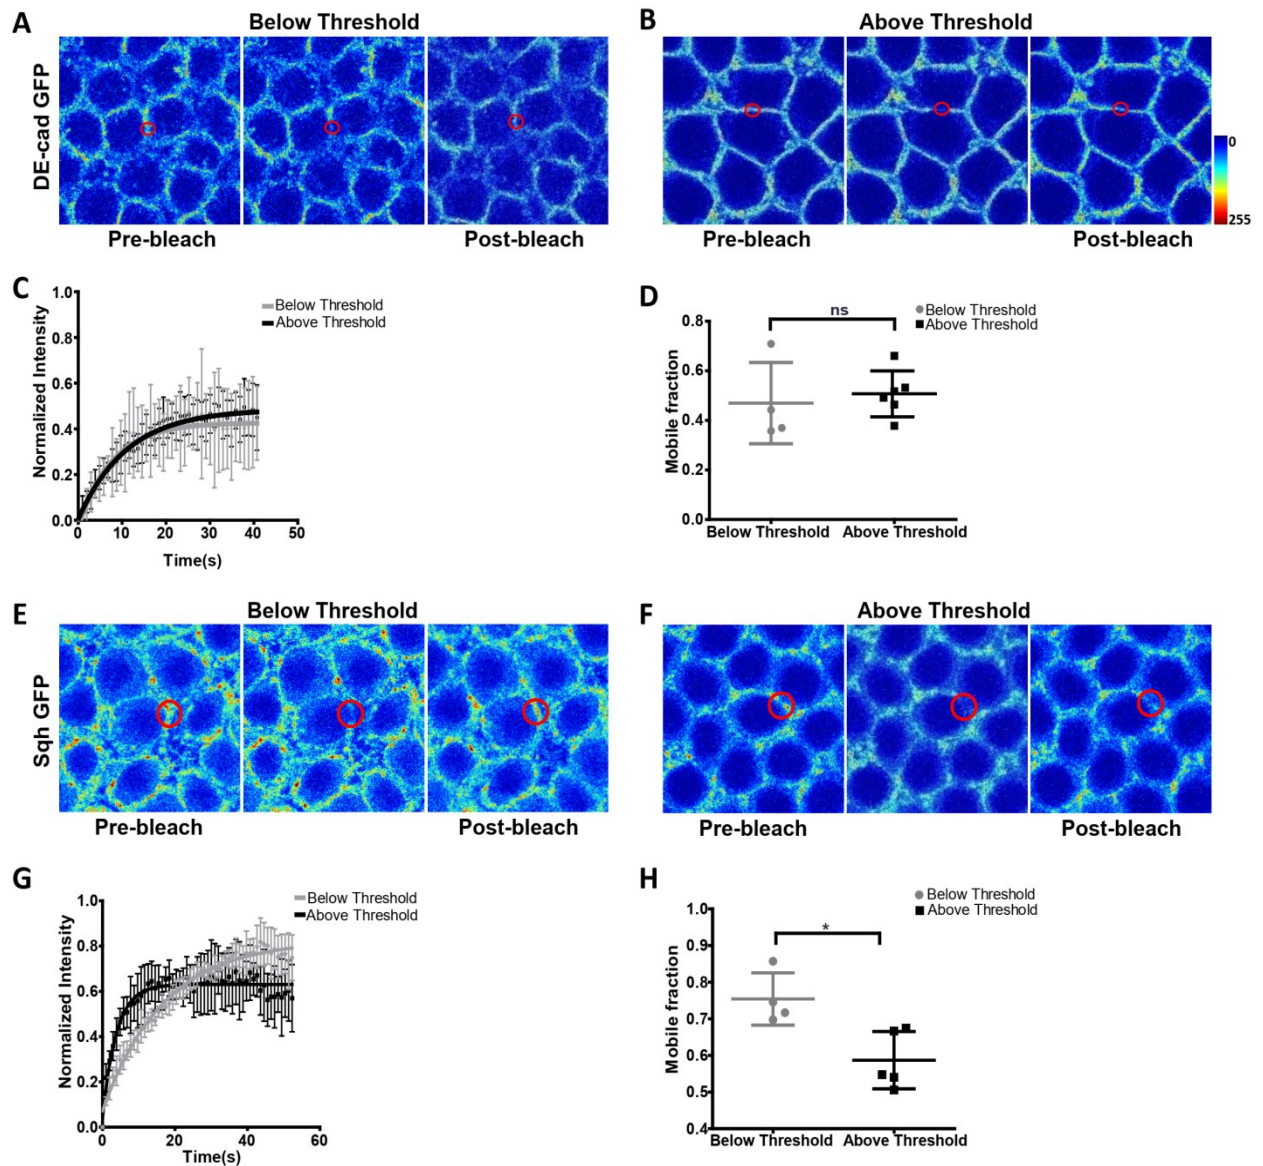 A
Below Threshold
B
Above Threshold
DE-cad GFP
0
255
Pre-bleach
Post-bleach
Pre-bleach
Post-bleach
C
Normalized Intensity
1.0
0.8
0.6
0.4
0.2
0.0
0 10 20 30 40 50
Time(s)
Below Threshold
Above Threshold
D
Mobile fraction
0.8
0.6
0.4
0.2
0.0
ns
Below Threshold
Above Threshold
Below Threshold Above Threshold
E
Below Threshold
F
Above Threshold
Sqh GFP
Pre-bleach
Post-bleach
Pre-bleach
Post-bleach
G
Normalized Intensity
1.0
0.8
0.6
0.4
0.2
0.0
0 20 40 60
Time(s)
Below Threshold
Above Threshold
H
Mobile fraction
1.0
0.9
0.8
0.7
0.6
0.5
0.4
*
Below Threshold
Above Threshold
Below Threshold Above Threshold